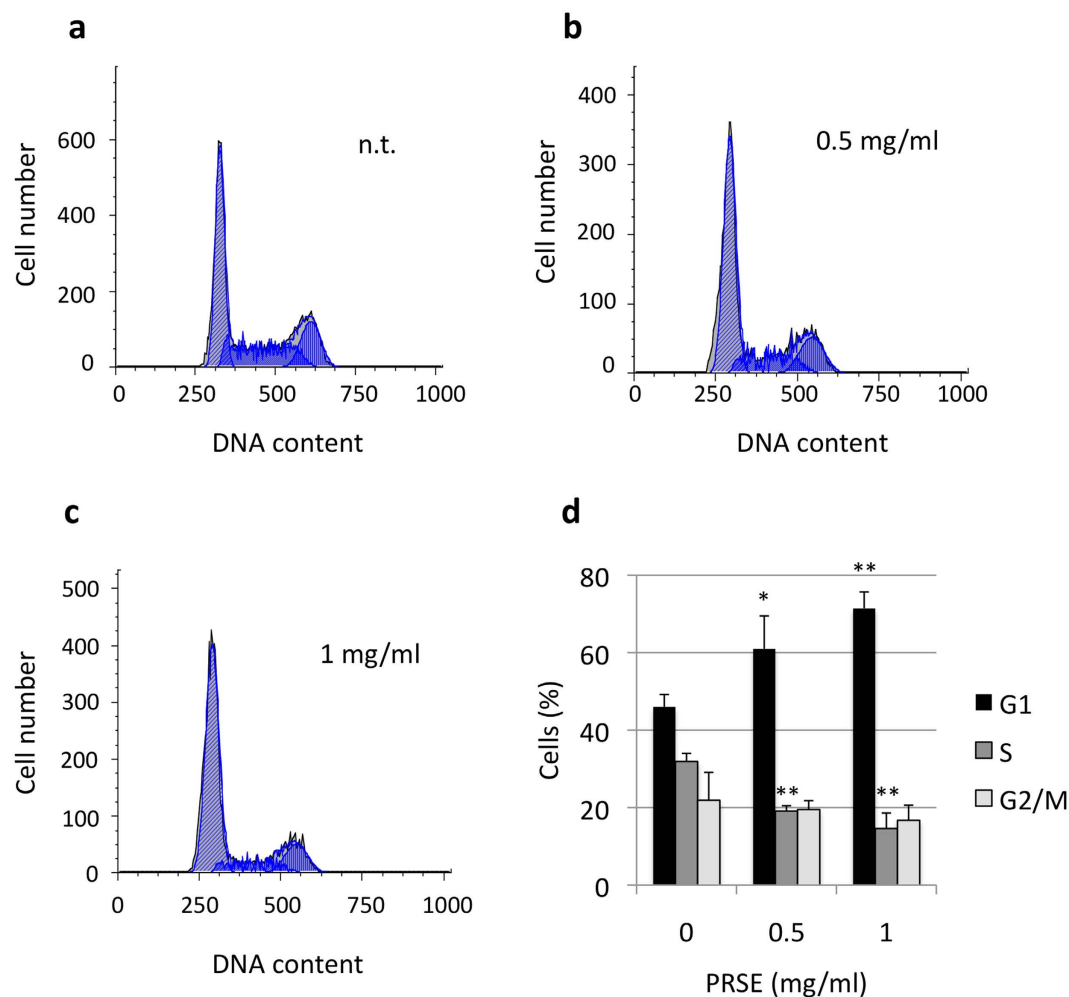 a
n.t.
Cell number
600
400
200
0
0 250 500 750 1000
DNA content
b
0.5 mg/ml
Cell number
400
300
200
100
0
0 250 500 750 1000
DNA content
c
1 mg/ml
Cell number
500
400
300
200
100
0
0 250 500 750 1000
DNA content
d
Cells (%)
80
60
40
20
0
*
**
**
**
0 0.5 1
PRSE (mg/ml)
G1
S
G2/M